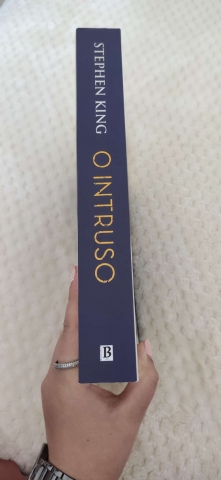 STEPHEN KING
O INTRUSO
B